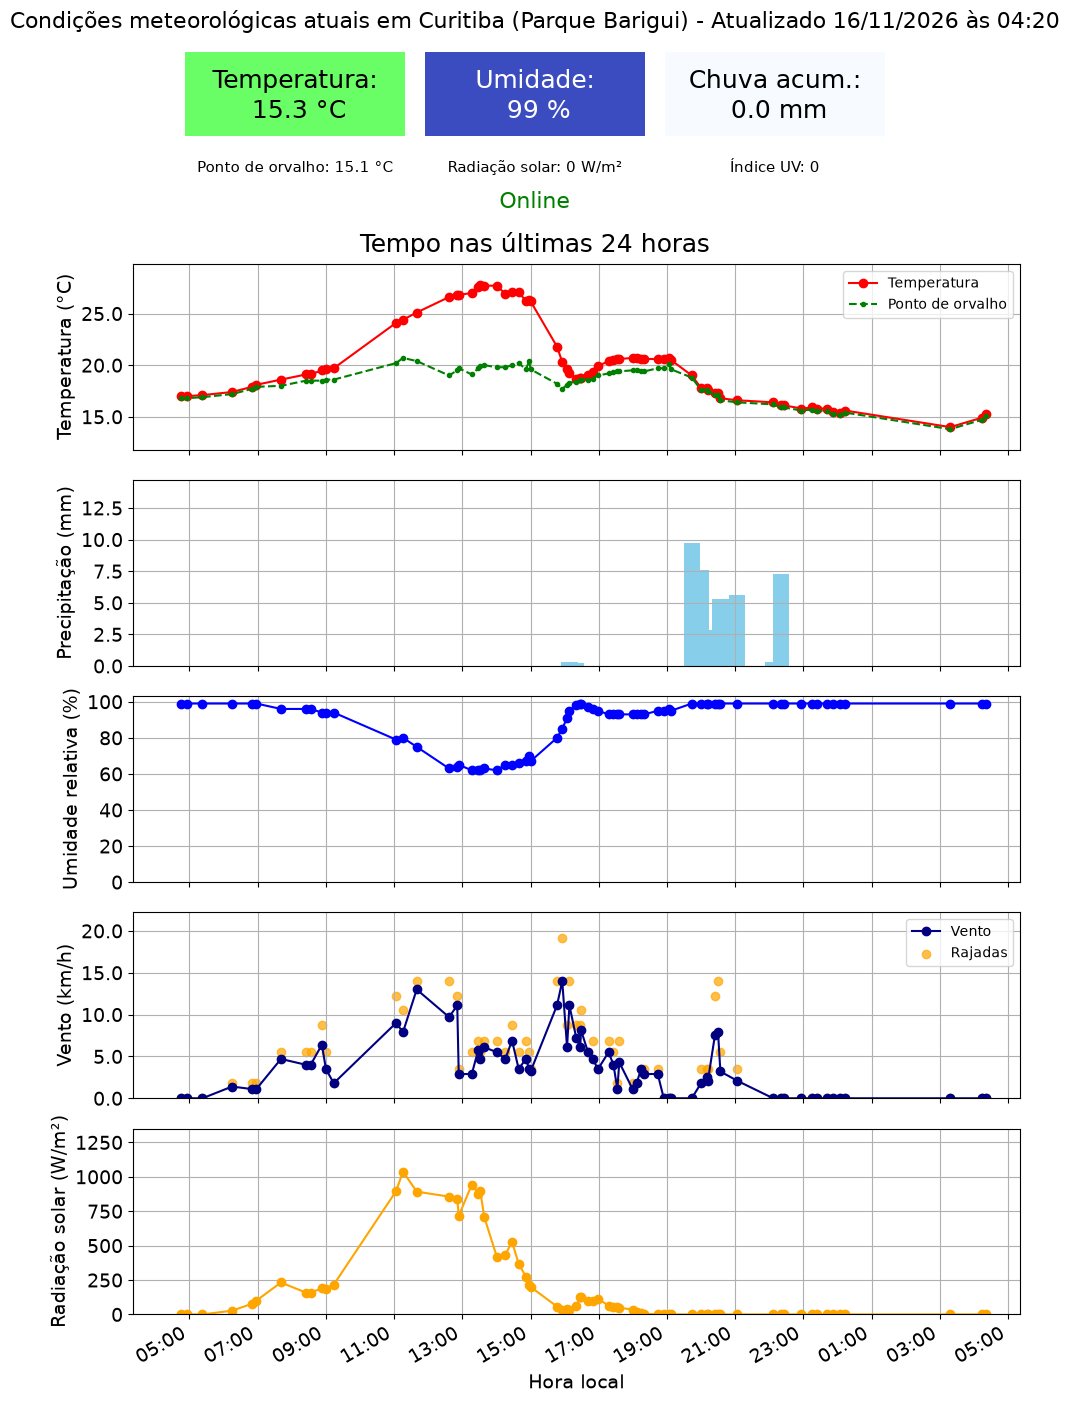 Condições meteorológicas atuais em Curitiba (Parque Barigui) - Atualizado 16/11/2026 às 04:20
Temperatura:
15.3 °C
Umidade:
99 %
Chuva acum.:
0.0 mm
Ponto de orvalho: 15.1 °C
Radiação solar: 0 W/m²
Índice UV: 0
Online
Tempo nas últimas 24 horas
Temperatura (°C)
25.0
20.0
15.0
Temperatura
Ponto de orvalho
Precipitação (mm)
12.5
10.0
7.5
5.0
2.5
0.0
Umidade relativa (%)
100
80
60
40
20
0
Vento (km/h)
20.0
15.0
10.0
5.0
0.0
Vento
Rajadas
Radiação solar (W/m²)
1250
1000
750
500
250
0
05:00
07:00
09:00
11:00
13:00
15:00
17:00
19:00
21:00
23:00
01:00
03:00
05:00
Hora local